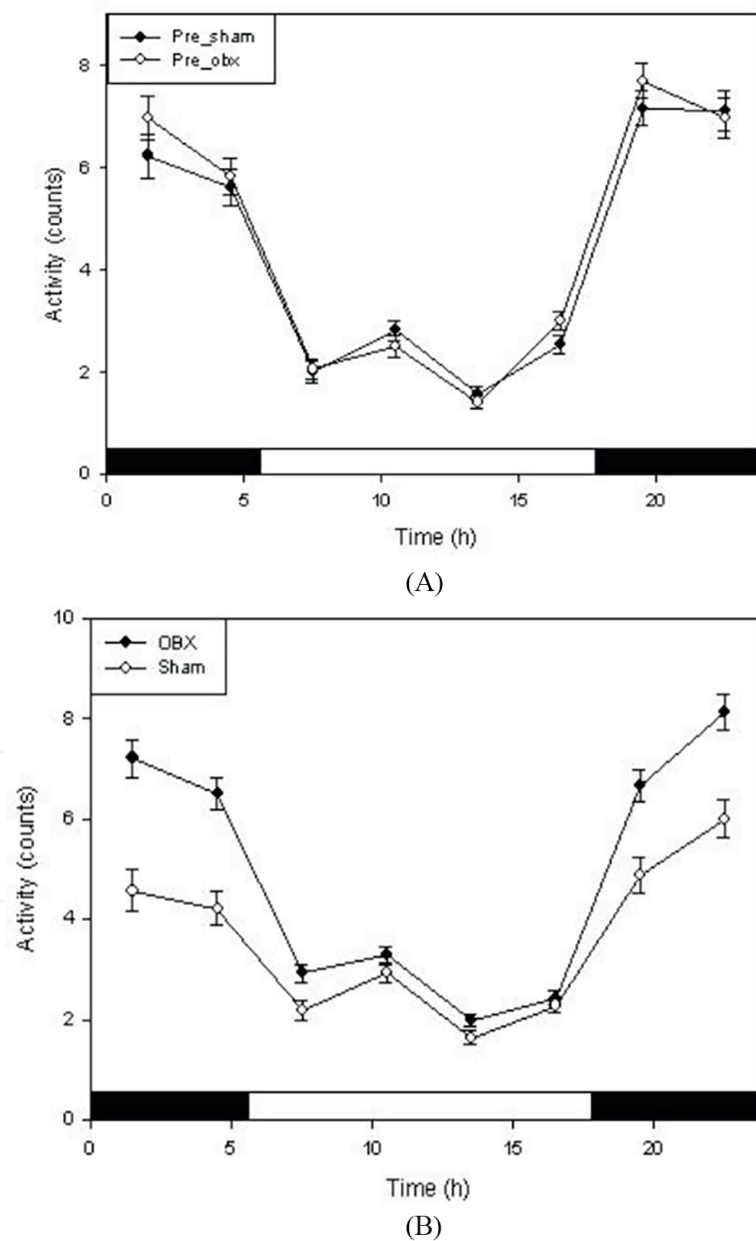 Pre_sham
Pre_obx
8
6
4
2
0
Activity (counts)
0 5 10 15 20
Time (h)
(A)
OBX
Sham
10
8
6
4
2
0
Activity (counts)
0 5 10 15 20
Time (h)
(B)